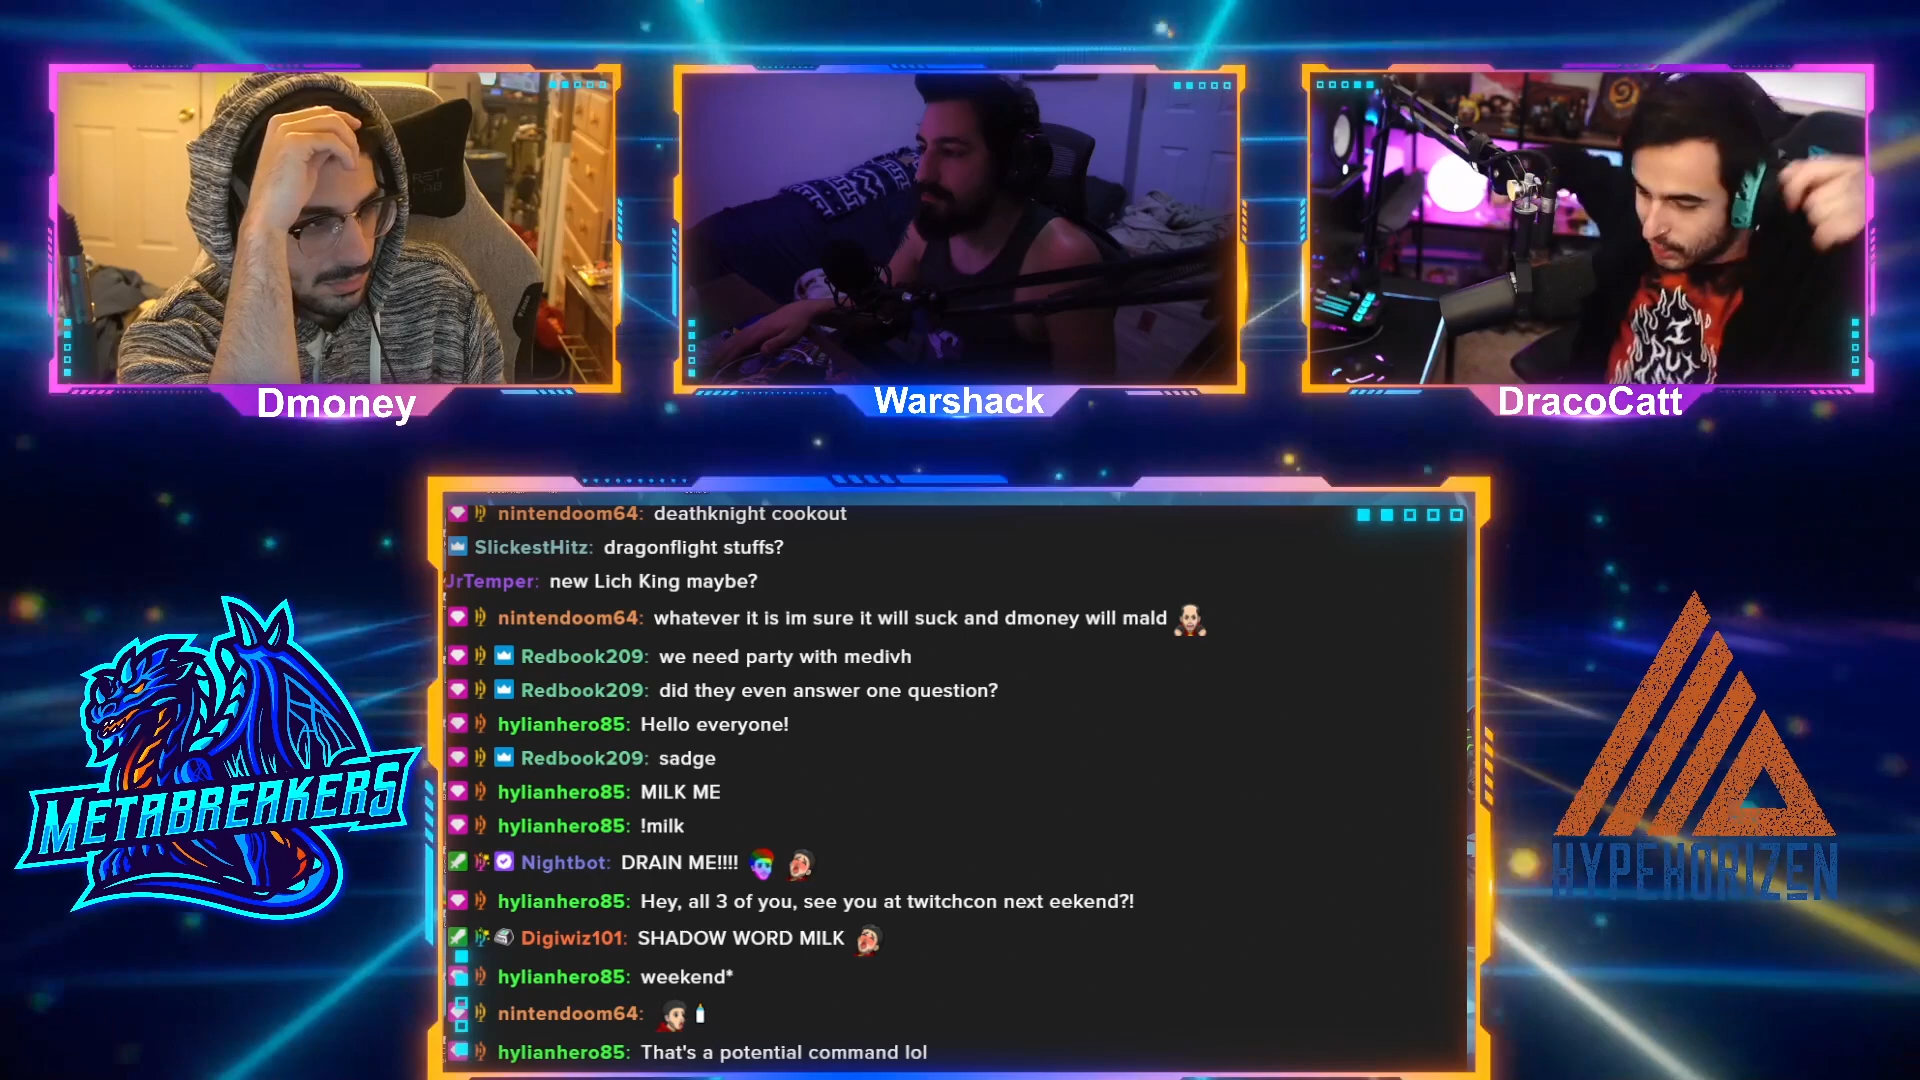 Dmoney
Warshack
DracoCatt
nintendoom64: deathknight cookout
SlickestHitz: dragonflight stuffs?
JrTemper: new Lich King maybe?
nintendoom64: whatever it is im sure it will suck and dmoney will mald
Redbook209: we need party with medivh
Redbook209: did they even answer one question?
hylianhero85: Hello everyone!
Redbook209: sadge
hylianhero85: MILK ME
hylianhero85: !milk
Nightbot: DRAIN ME!!!!
hylianhero85: Hey, all 3 of you, see you at twitchcon next eekend?!
Digiwiz101: SHADOW WORD MILK
hylianhero85: weekend*
nintendoom64:
hylianhero85: That's a potential command lol
METABREAKERS
HYPEHORIZEN